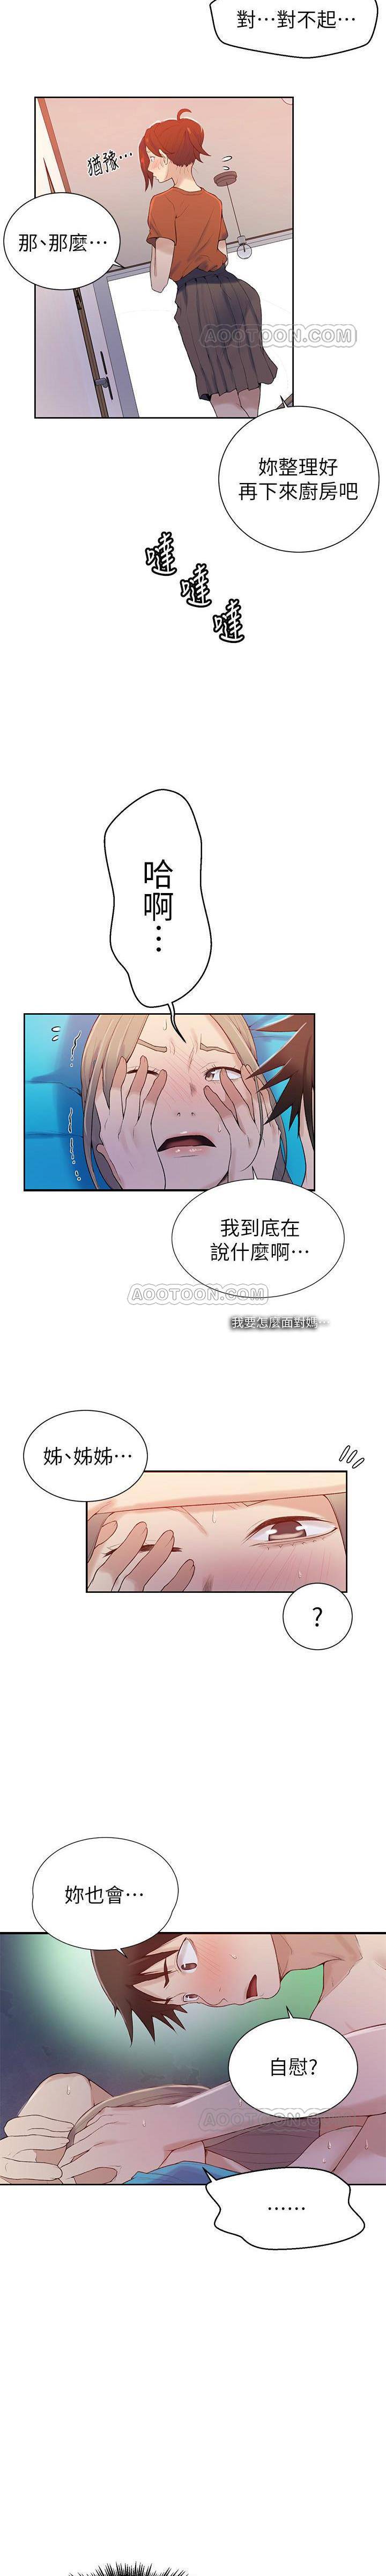 對⋯對不起⋯
猶豫⋯
那、那麼⋯
AOOTOON.COM
妳整理好
再下來廚房吧
噠
噠
噠
哈啊⋯
我到底在
說什麼啊⋯
AOOTOON.COM
我要怎麼面對媽⋯
姊、姊姊⋯
?
妳也會⋯
自慰?
AOOTOON.COM
⋯⋯